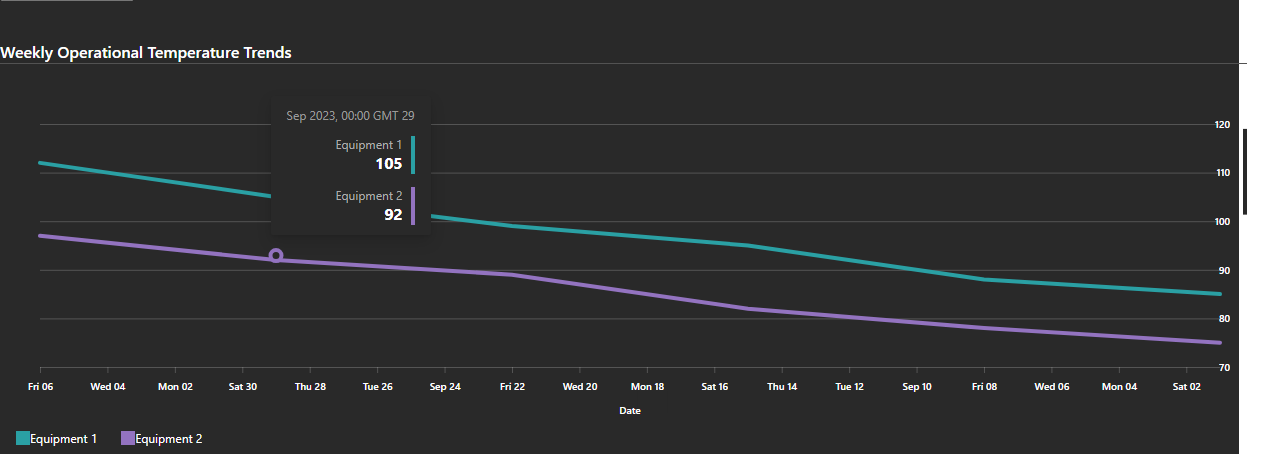 Weekly Operational Temperature Trends
Sep 2023, 00:00 GMT 29
Equipment 1
105
Equipment 2
92
120
110
100
90
80
70
Fri 06 Wed 04 Mon 02 Sat 30 Thu 28 Tue 26 Sep 24 Fri 22 Wed 20 Mon 18 Sat 16 Thu 14 Tue 12 Sep 10 Fri 08 Wed 06 Mon 04 Sat 02
Date
Equipment 1 Equipment 2